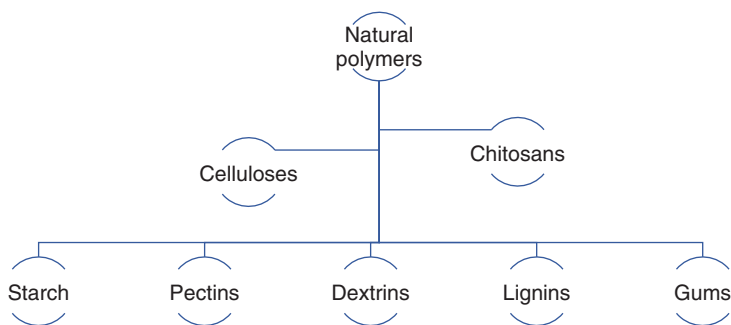 Natural
polymers
Chitosans
Celluloses
Starch
Pectins
Dextrins
Lignins
Gums